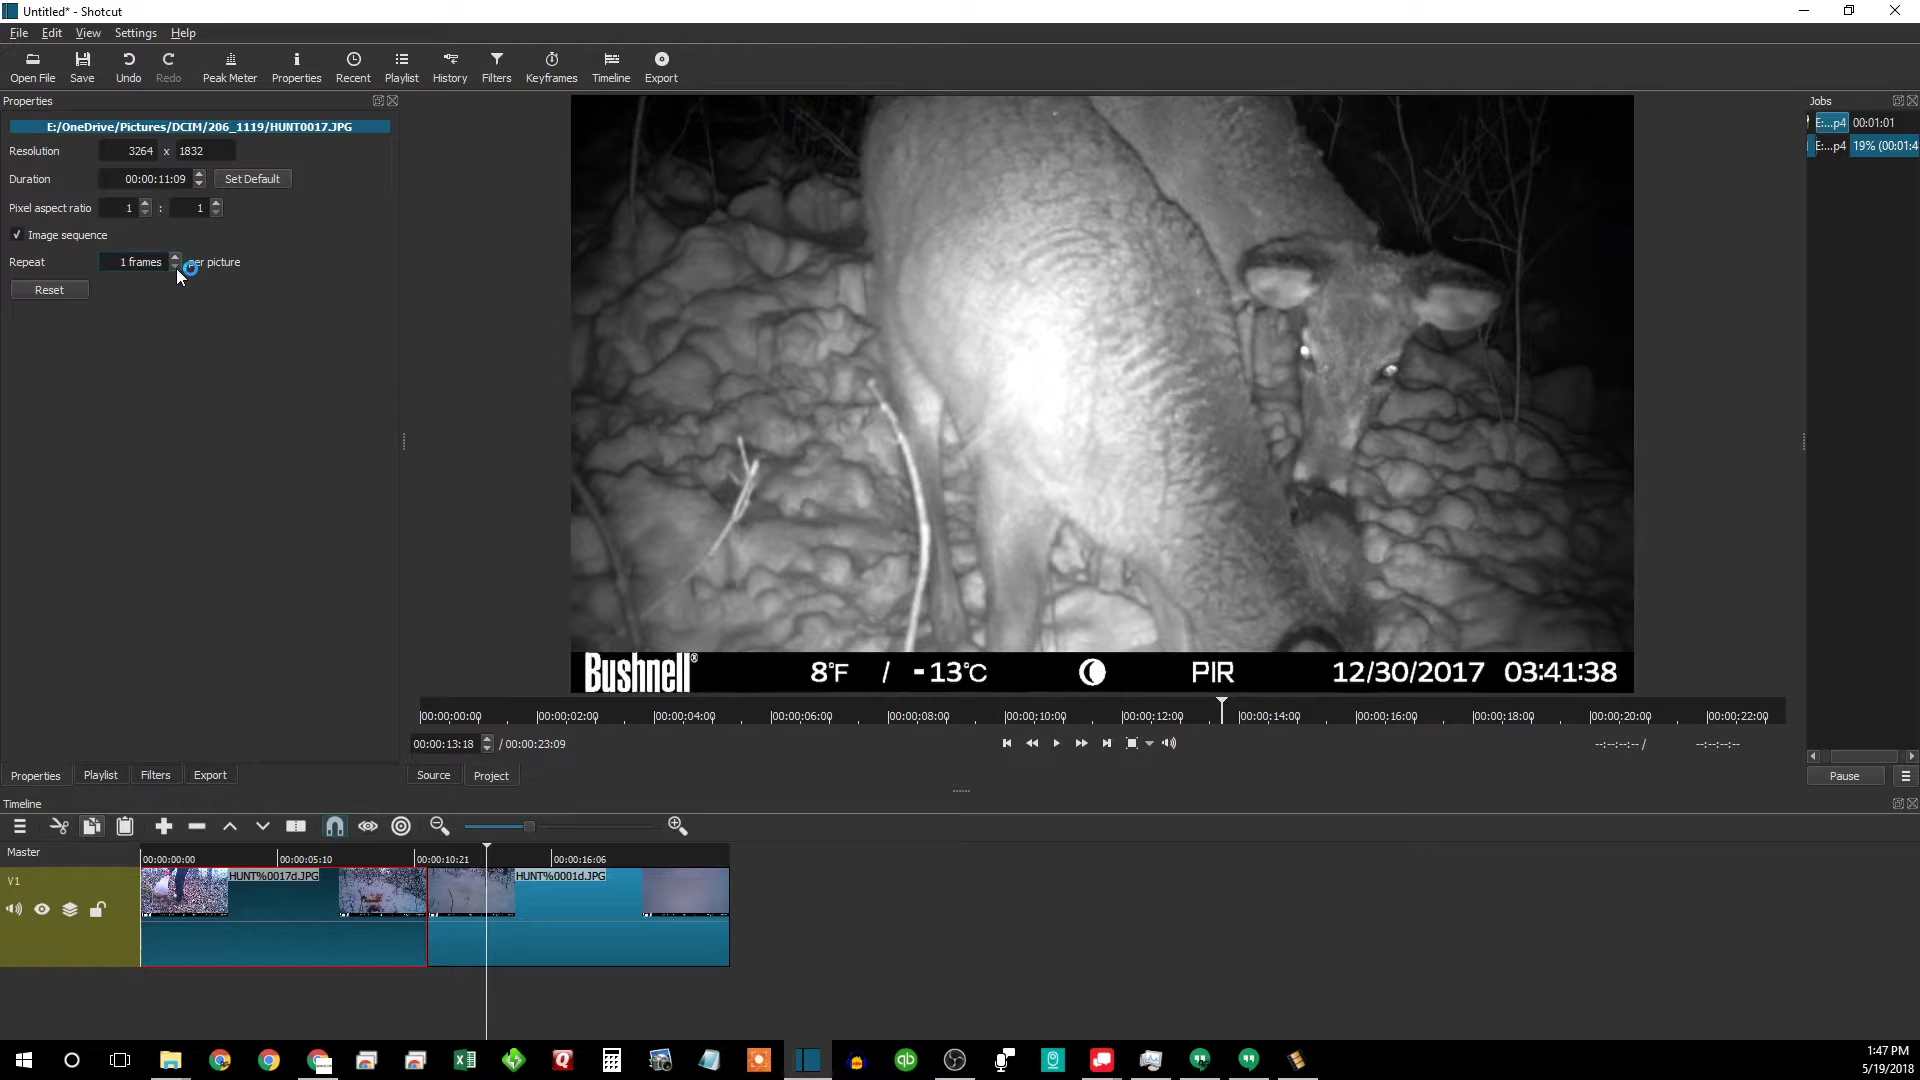 Untitled* - Shotcut
File Edit View Settings Help
Open File Save Undo Redo Peak Meter Properties Recent Playlist History Filters Keyframes Timeline Export
Properties
E:/OneDrive/Pictures/DCIM/206_1119/HUNT0017.JPG
Resolution 3264 x 1832
Duration 00:00:11:09 Set Default
Pixel aspect ratio 1 : 1
Image sequence
Repeat 1 frames per picture
Reset
Jobs
E:...p4 00:01:01
E:...p4 19% (00:01:4
Bushnell® 8°F / -13°C PIR 12/30/2017 03:41:38
00:00:00:00 00:00:02:00 00:00:04:00 00:00:06:00 00:00:08:00 00:00:10:00 00:00:12:00 00:00:14:00 00:00:16:00 00:00:18:00 00:00:20:00 00:00:22:00
00:00:13:18 / 00:00:23:09 --:--:--:-- / --:--:--:--
Properties Playlist Filters Export Source Project Pause
Timeline
Master 00:00:00:00 00:00:05:10 00:00:10:21 00:00:16:06
V1 HUNT%0017d.JPG HUNT%0001d.JPG
1:47 PM
5/19/2018